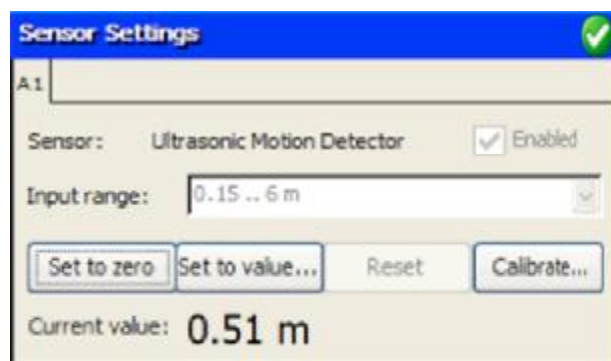 Sensor Settings
A1
Sensor: Ultrasonic Motion Detector Enabled
Input range: 0.15 .. 6 m
Set to zero Set to value... Reset Calibrate...
Current value: 0.51 m